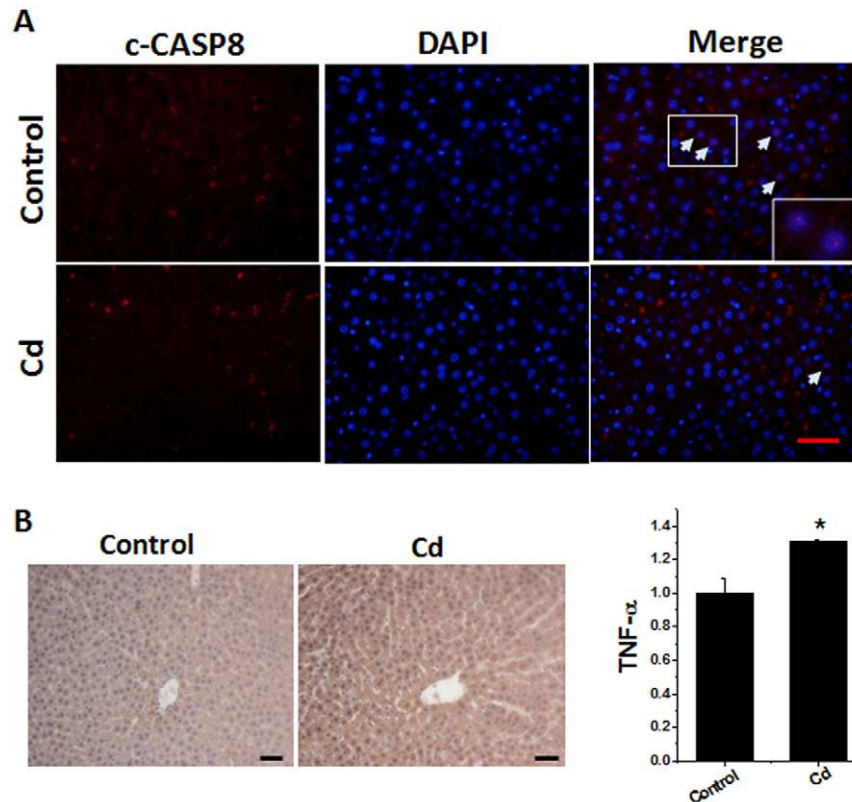 A
c-CASP8 DAPI Merge
Control
Cd
B
Control Cd
TNF-α
1.4
1.2
1.0
0.8
0.6
0.4
0.2
0.0
*
Control Cd